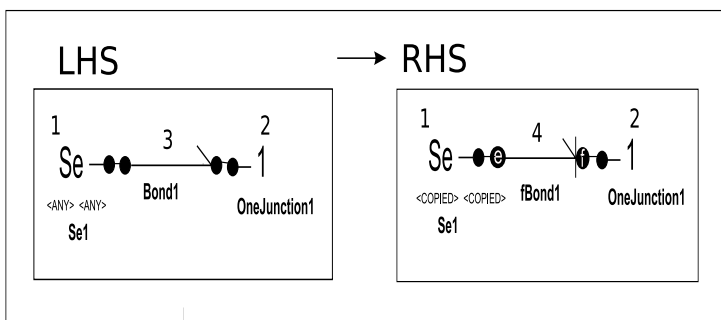 LHS
RHS
1
3
2
Se
1
<ANY> <ANY>
Bond1
OneJunction1
Se1
1
4
2
Se
e
f
1
<COPIED> <COPIED>
fBond1
OneJunction1
Se1